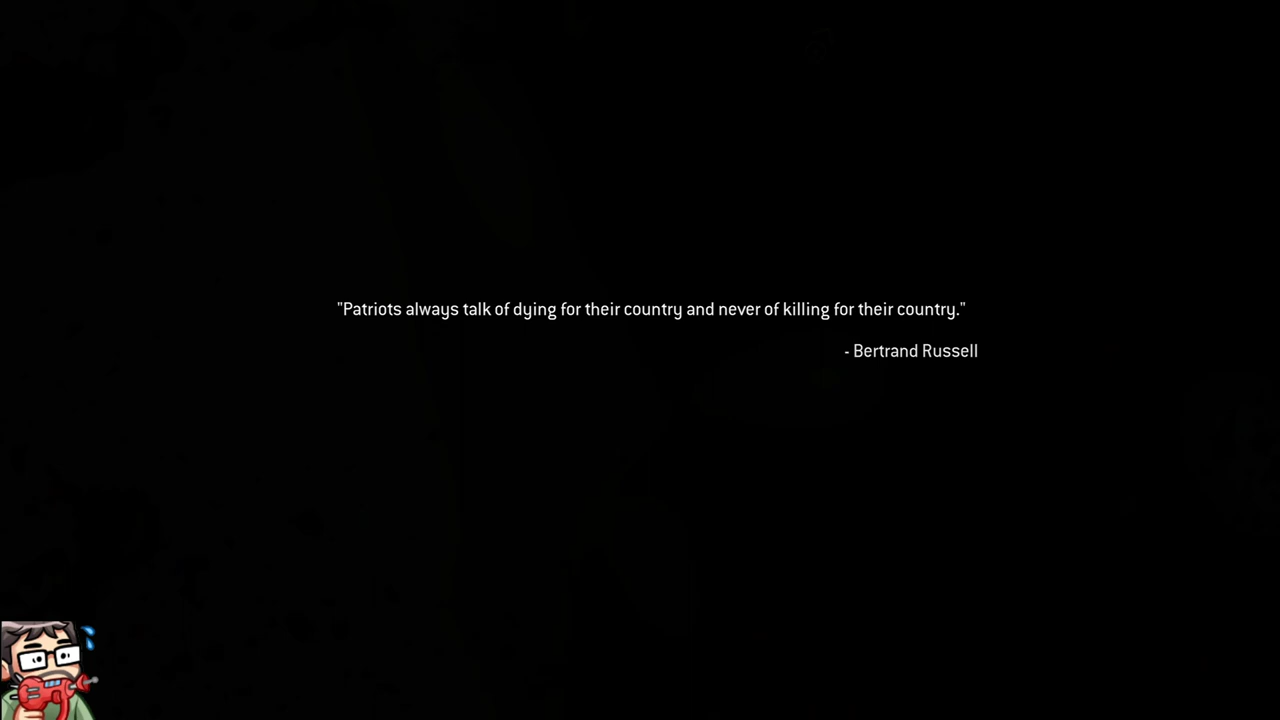 "Patriots always talk of dying for their country and never of killing for their country."
- Bertrand Russell